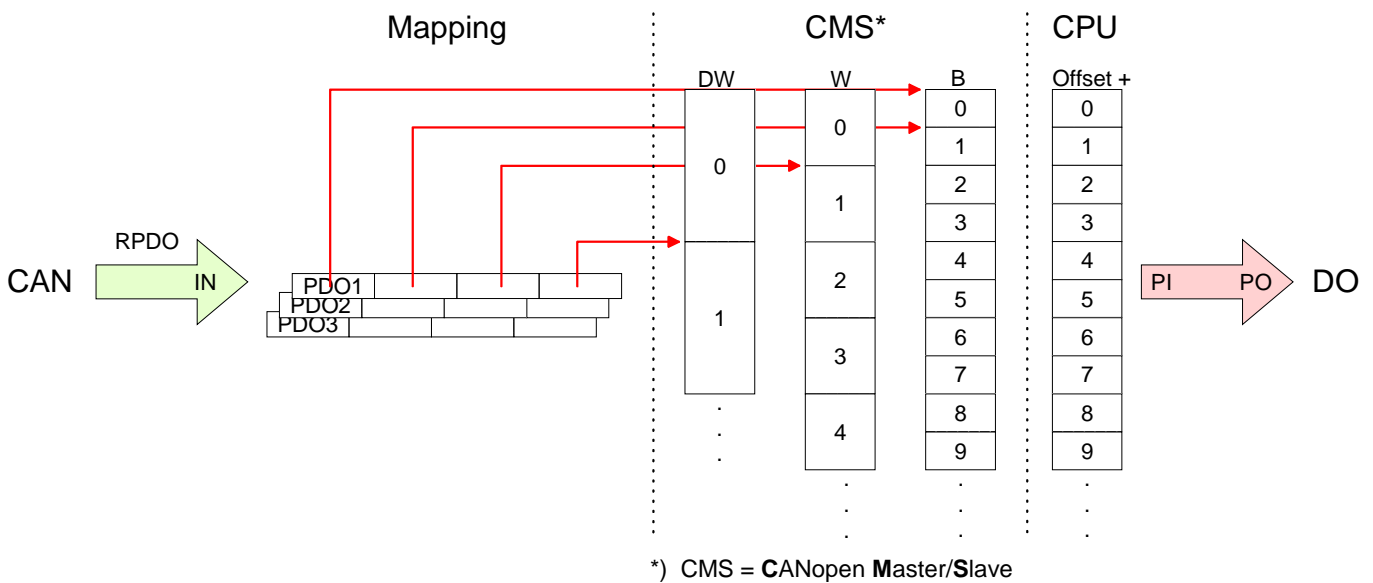 Mapping CMS* CPU
DW W B Offset +
0 0 0 0
1 1
1 2 2
3 3
RPDO 4 4
CAN IN PDO1 2 PI PO DO
PDO2 5 5
PDO3 1 6 6
3 7 7
8 8
4 9 9
*) CMS = CANopen Master/Slave